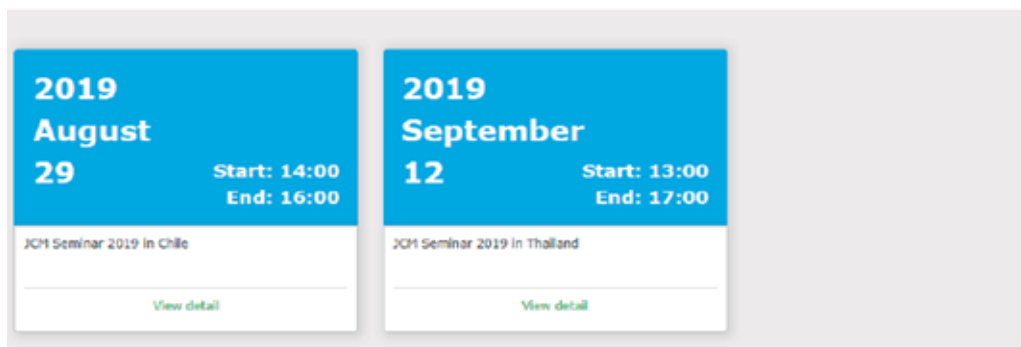 2019
August
29
Start: 14:00
End: 16:00
JCM Seminar 2019 in Chile
View detail
2019
September
12
Start: 13:00
End: 17:00
JCM Seminar 2019 in Thailand
View detail